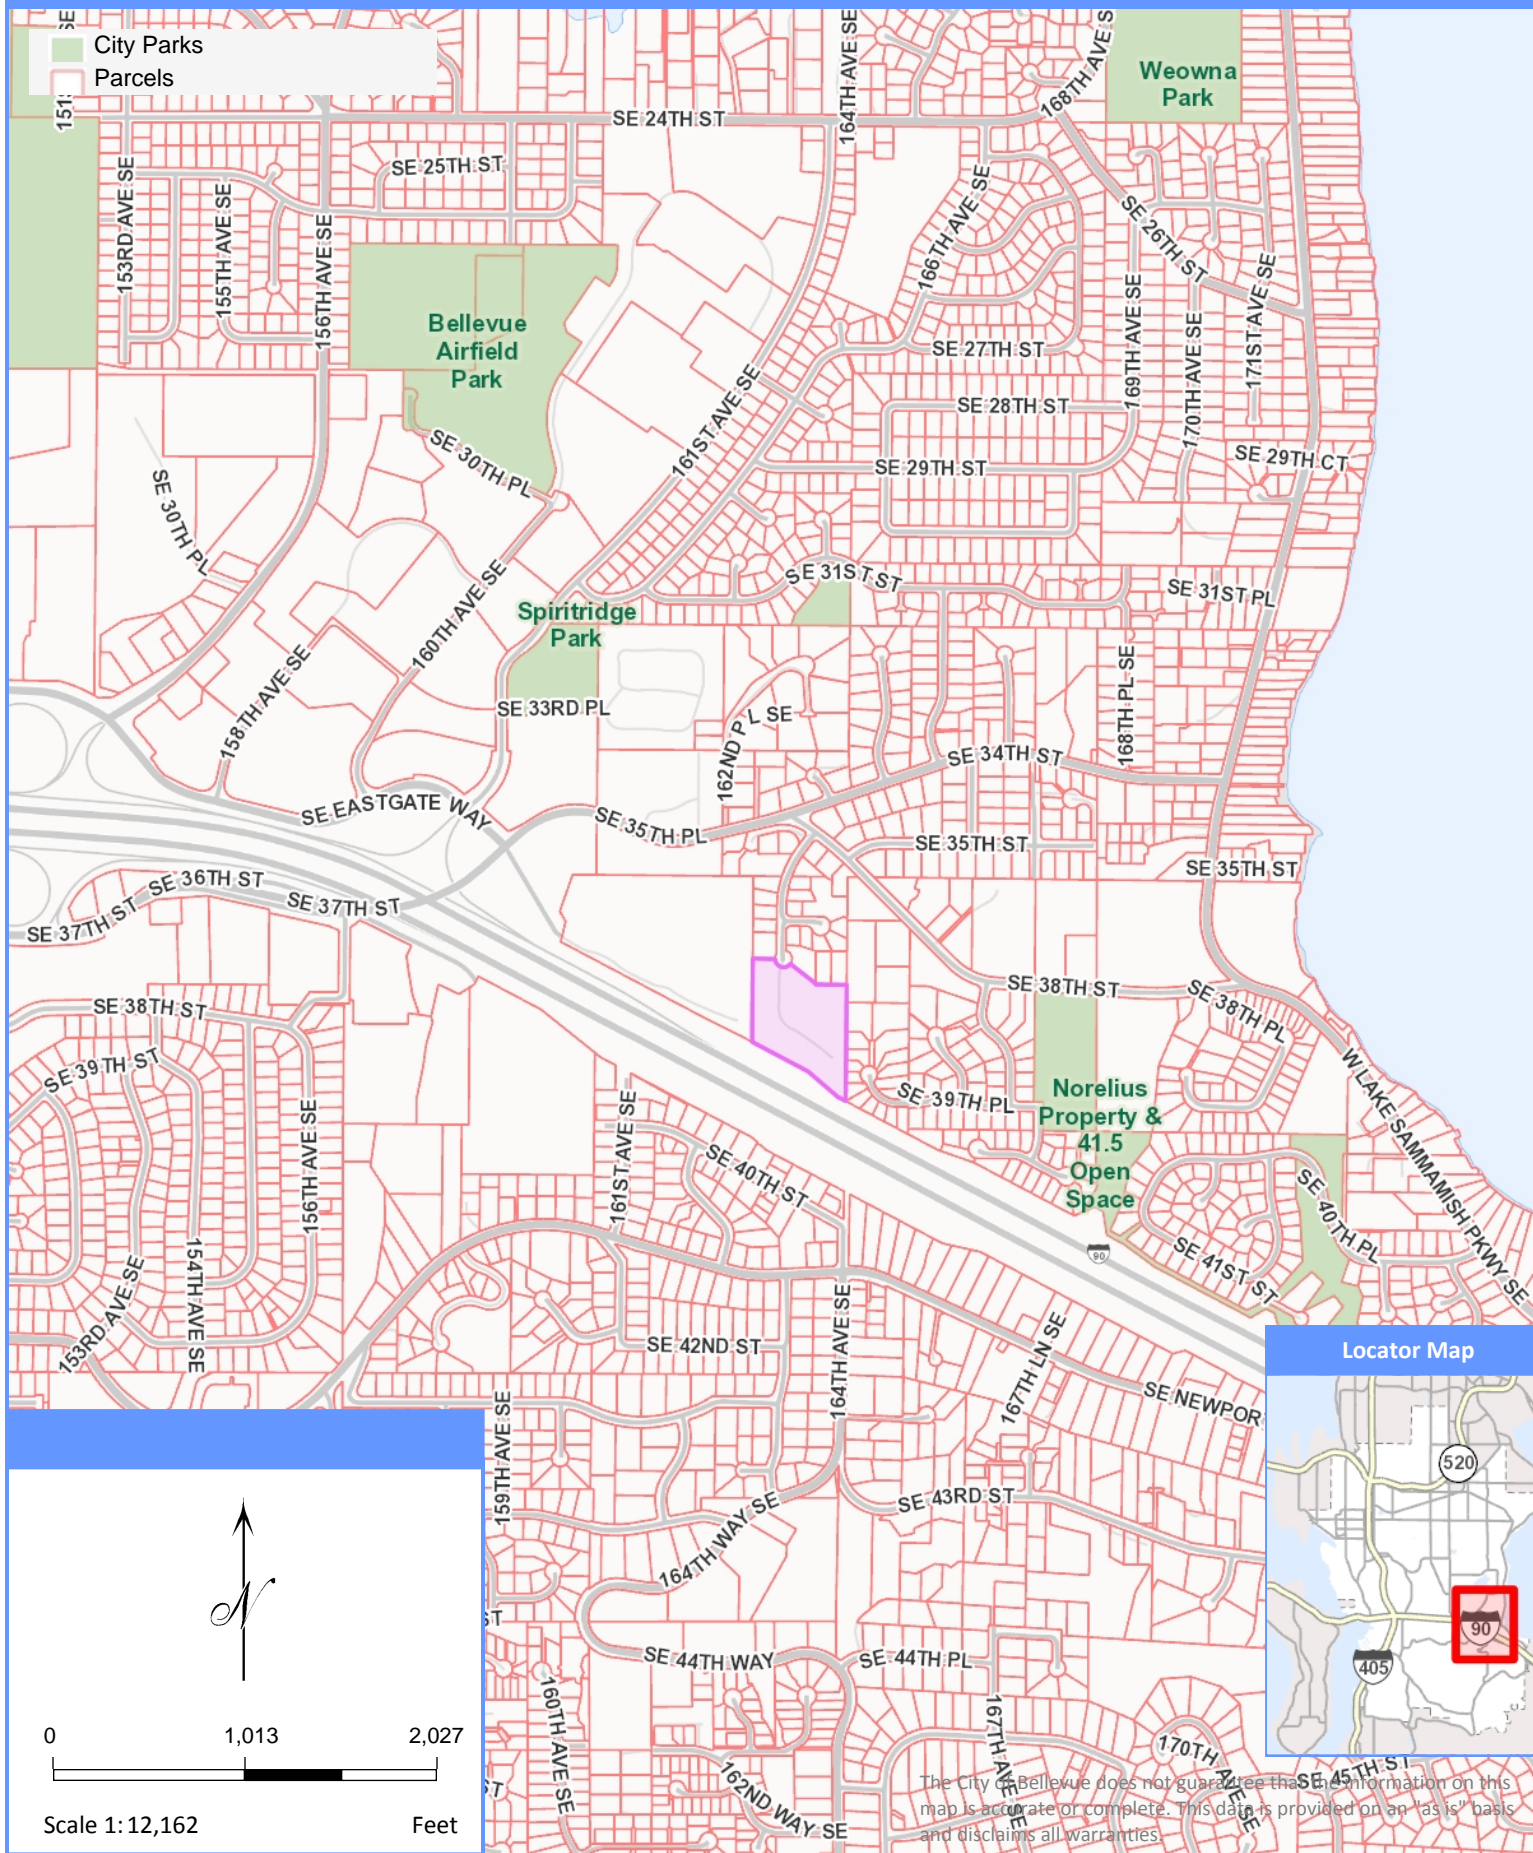 City Parks
Parcels
151S
SE
164TH AVE SE
168TH AVE S
Weowna
Park
SE 24TH ST
SE 25TH ST
153RD AVE SE
155TH AVE SE
156TH AVE SE
166TH AVE SE
SE 26TH ST
169TH AVE SE
170TH AVE SE
171ST AVE SE
Bellevue
Airfield
Park
SE 27TH ST
SE 28TH ST
161ST AVE SE
SE 29TH ST
SE 29TH CT
SE 30TH PL
SE 30TH PL
SE 31ST ST
SE 31ST PL
160TH AVE SE
Spiritridge
Park
158TH AVE SE
SE 33RD PL
162ND PL SE
168TH PL SE
SE 34TH ST
SE EASTGATE WAY
SE 35TH PL
SE 35TH ST
SE 35TH ST
SE 36TH ST
SE 37TH ST
SE 37TH ST
SE 38TH ST
SE 38TH PL
SE 38TH ST
SE 39TH ST
SE 39TH PL
Norelius
Property &
41.5
Open
Space
W LAKE SAMMAMISH PKWY SE
161ST AVE SE
156TH AVE SE
SE 40TH ST
SE 40TH PL
90
SE 41ST ST
154TH AVE SE
153RD AVE SE
SE 42ND ST
164TH AVE SE
167TH LN SE
SE NEWPOR
159TH AVE SE
SE 43RD ST
164TH WAY SE
ST
SE 44TH WAY
SE 44TH PL
160TH AVE SE
167TH AVE SE
170TH AVE SE
SE 45TH ST
162ND WAY SE
ST
Locator Map
520
90
405
N
0 1,013 2,027
Scale 1: 12,162 Feet
The City of Bellevue does not guarantee that the information on this
map is accurate or complete. This data is provided on an "as is" basis
and disclaims all warranties.